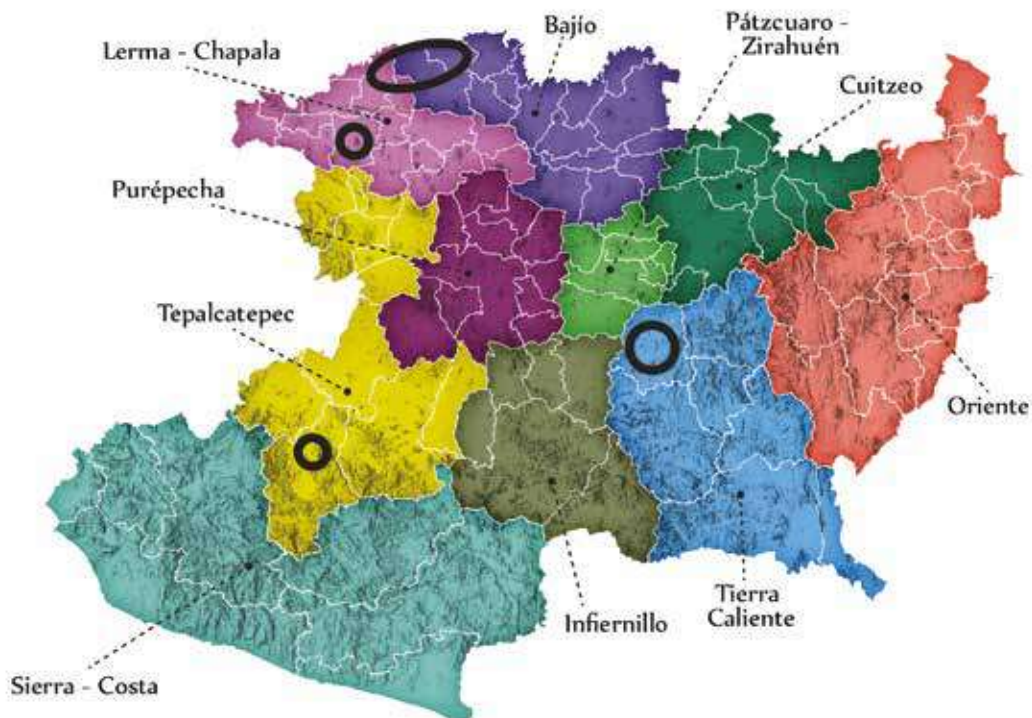 Bajío
Pátzcuaro -
Zirahuén
Lerma - Chapala
Cuitzeo
Purépecha
Tepalcatepec
Oriente
Tierra
Caliente
Infiernillo
Sierra - Costa